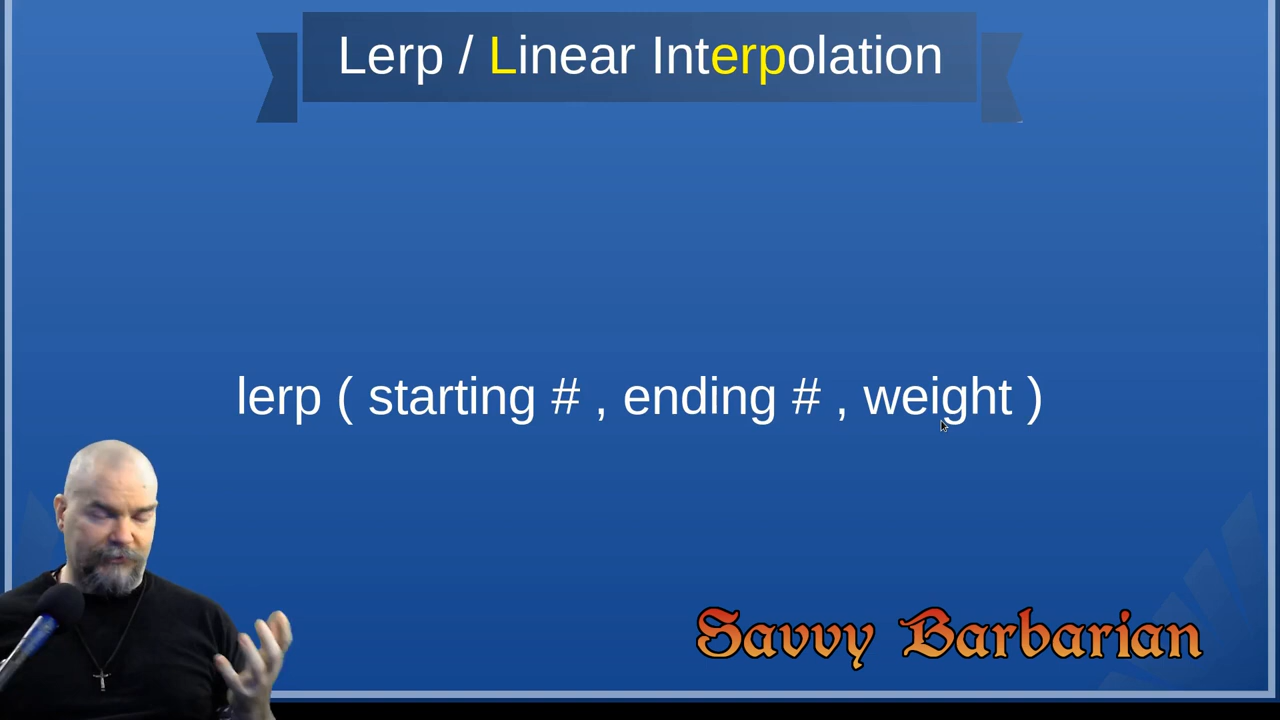 Lerp / Linear Interpolation
lerp ( starting # , ending # , weight )
Savvy Barbarian